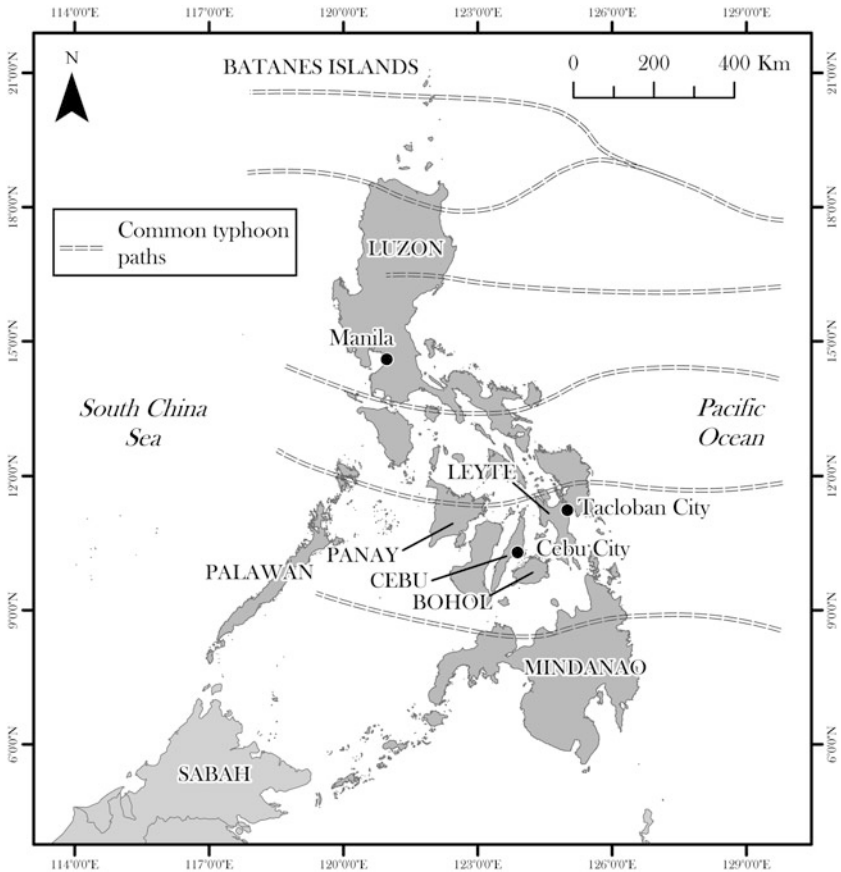 114°0'0"E 117°0'0"E 120°0'0"E 123°0'0"E 126°0'0"E 129°0'0"E
N
BATANES ISLANDS
0 200 400 Km
21°0'0"N 21°0'0"N
18°0'0"N 18°0'0"N
Common typhoon
paths
LUZON
15°0'0"N 15°0'0"N
Manila
South China
Sea
Pacific
Ocean
12°0'0"N 12°0'0"N
LEYTE
Tacloban City
PANAY
Cebu City
PALAWAN
CEBU
BOHOL
9°0'0"N 9°0'0"N
MINDANAO
6°0'0"N 6°0'0"N
SABAH
114°0'0"E 117°0'0"E 120°0'0"E 123°0'0"E 126°0'0"E 129°0'0"E